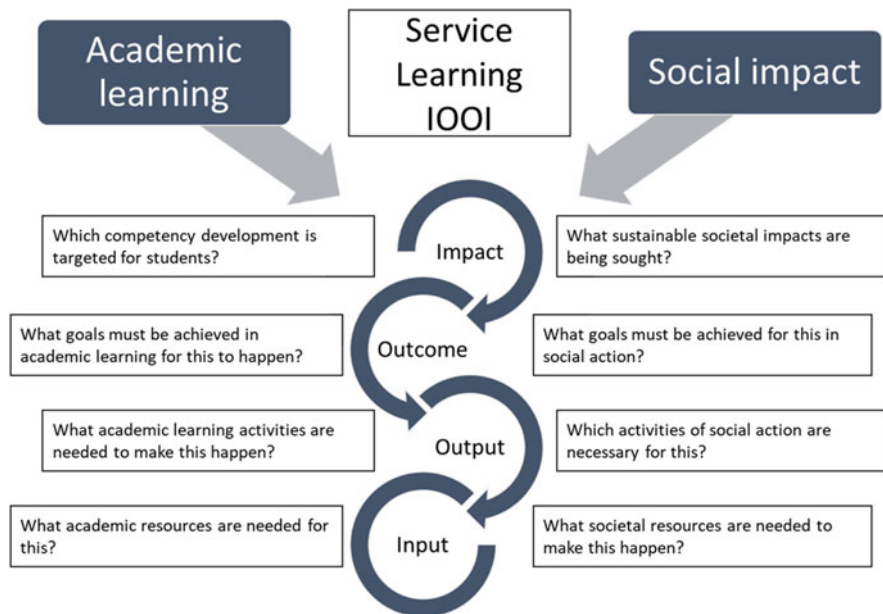 Academic
learning
Service
Learning
IOOI
Social impact
Which competency development is
targeted for students?
Impact
What sustainable societal impacts are
being sought?
What goals must be achieved in
academic learning for this to happen?
Outcome
What goals must be achieved for this in
social action?
What academic learning activities are
needed to make this happen?
Output
Which activities of social action are
necessary for this?
What academic resources are needed for
this?
Input
What societal resources are needed to
make this happen?